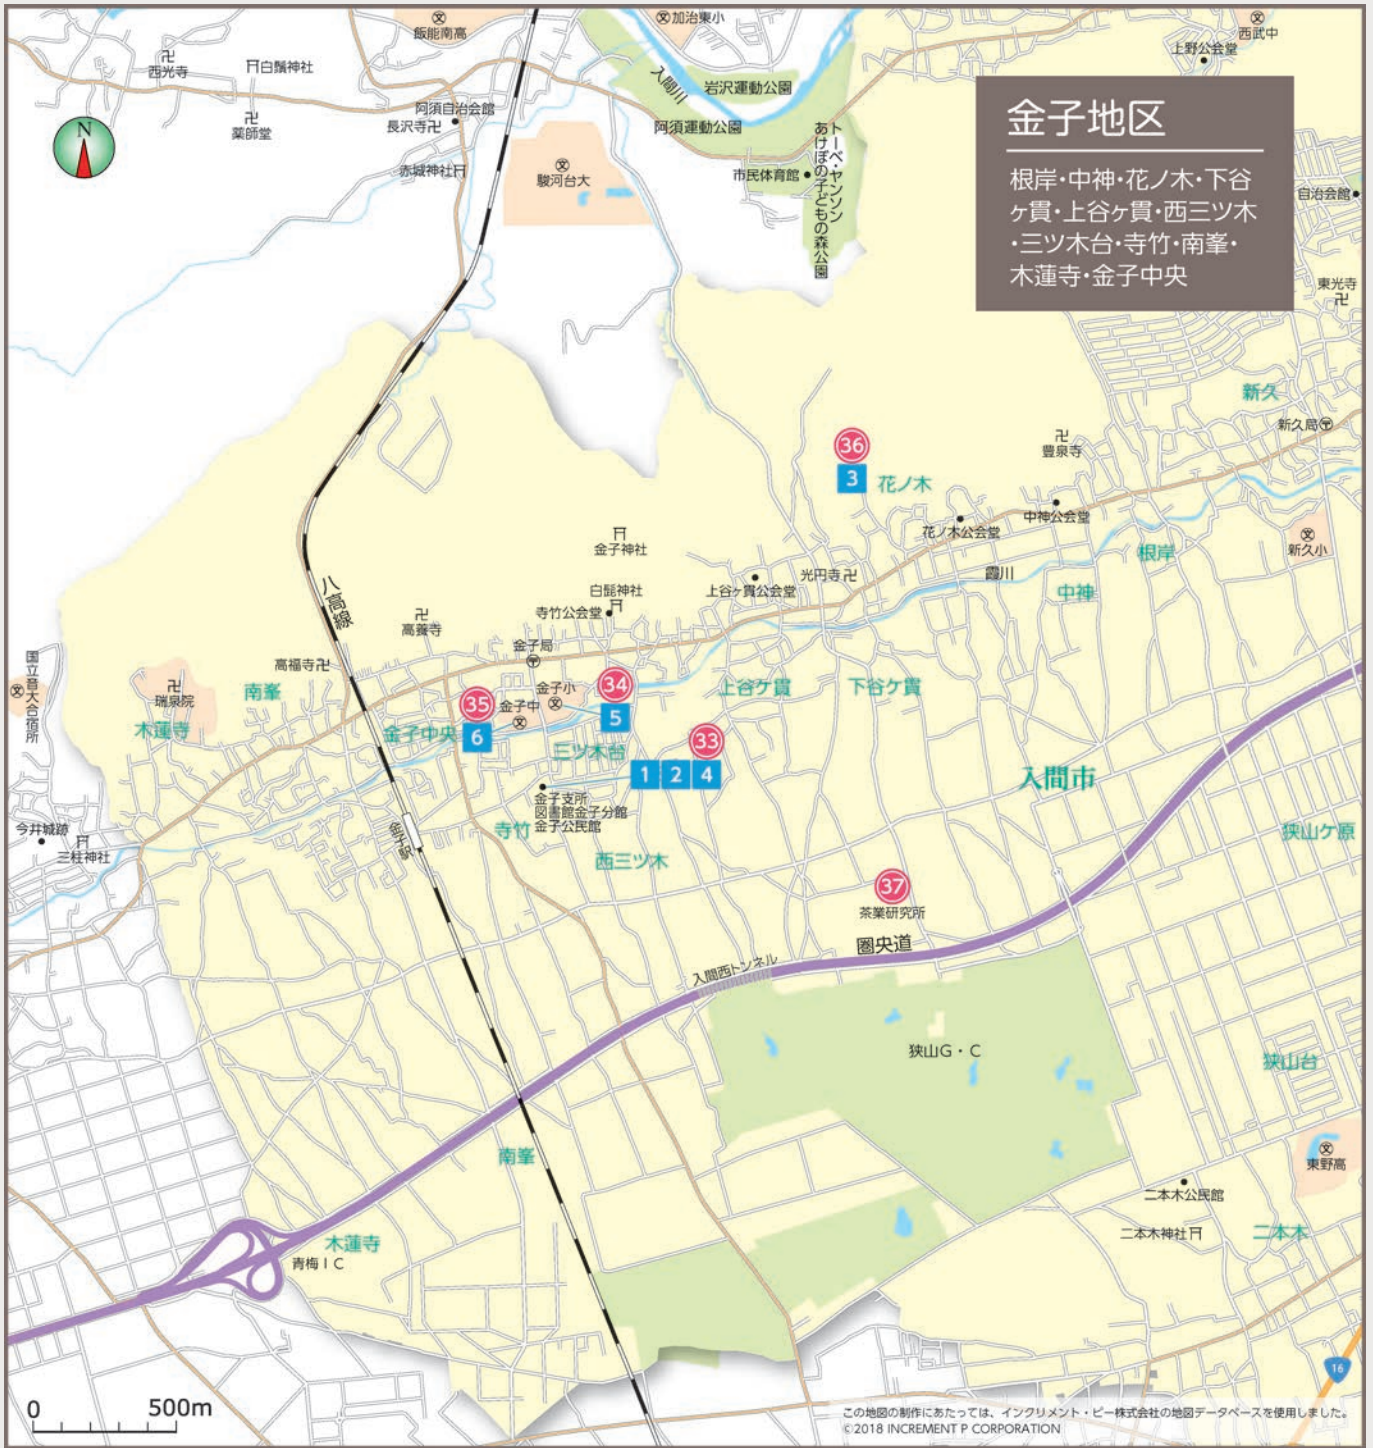 飯能南高
加治東小
西武中
上野公会堂
西光寺
白鬚神社
薬師堂
阿須自治会館
長沢寺
赤城神社
N
入間川
岩沢運動公園
阿須運動公園
駿河台大
市民体育館
トーベ・ヤンソン
あけぼの子どもの森公園
金子地区
根岸・中神・花ノ木・下谷
ヶ貫・上谷ヶ貫・西三ツ木
・三ツ木台・寺竹・南峯・
木蓮寺・金子中央
自治会館
東光寺
新久
新久局
豊泉寺
36
3
花ノ木
花ノ木公会堂
中神公会堂
新久小
根岸
金子神社
白髭神社
寺竹公会堂
上谷ヶ貫公会堂
光円寺
霞川
中神
八高線
高養寺
高福寺
金子局
国立音大合宿所
瑞泉院
南峯
木蓮寺
35
6
金子中央
金子中
金子小
34
5
上谷ケ貫
下谷ケ貫
33
三ツ木台
1 2 4
入間市
金子支所
図書館金子分館
金子公民館
金子駅
寺竹
西三ツ木
今井城跡
三柱神社
狭山ケ原
37
茶業研究所
圏央道
入間西トンネル
狭山G・C
狭山台
南峯
東野高
二本木公民館
二本木神社
二本木
木蓮寺
青梅IC
16
0 500m
この地図の制作にあたっては、インクリメント・ピー株式会社の地図データベースを使用しました。
©2018 INCREMENT P CORPORATION